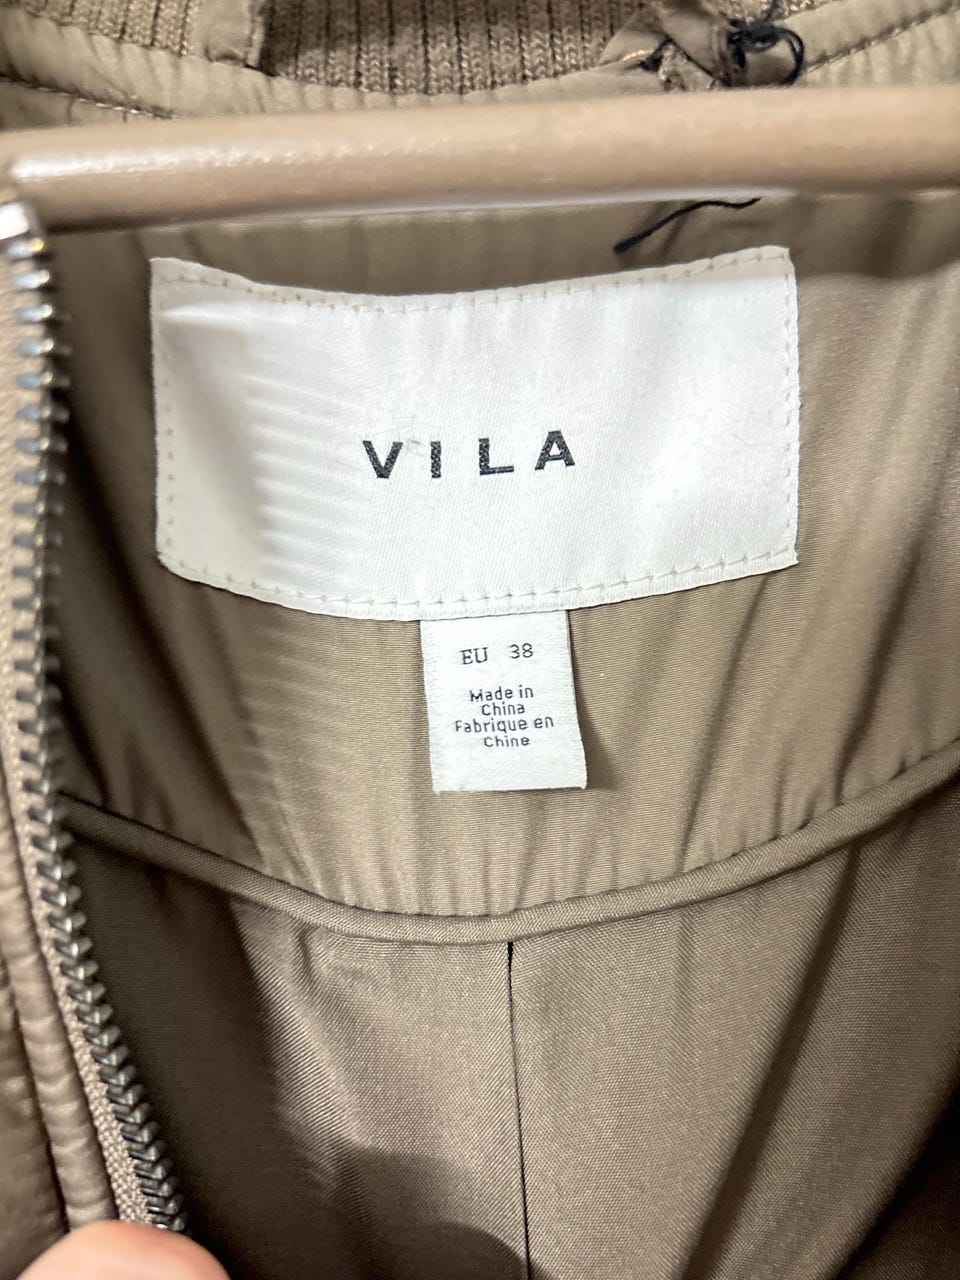 VILA
EU 38
Made in
China
Fabrique en
Chine